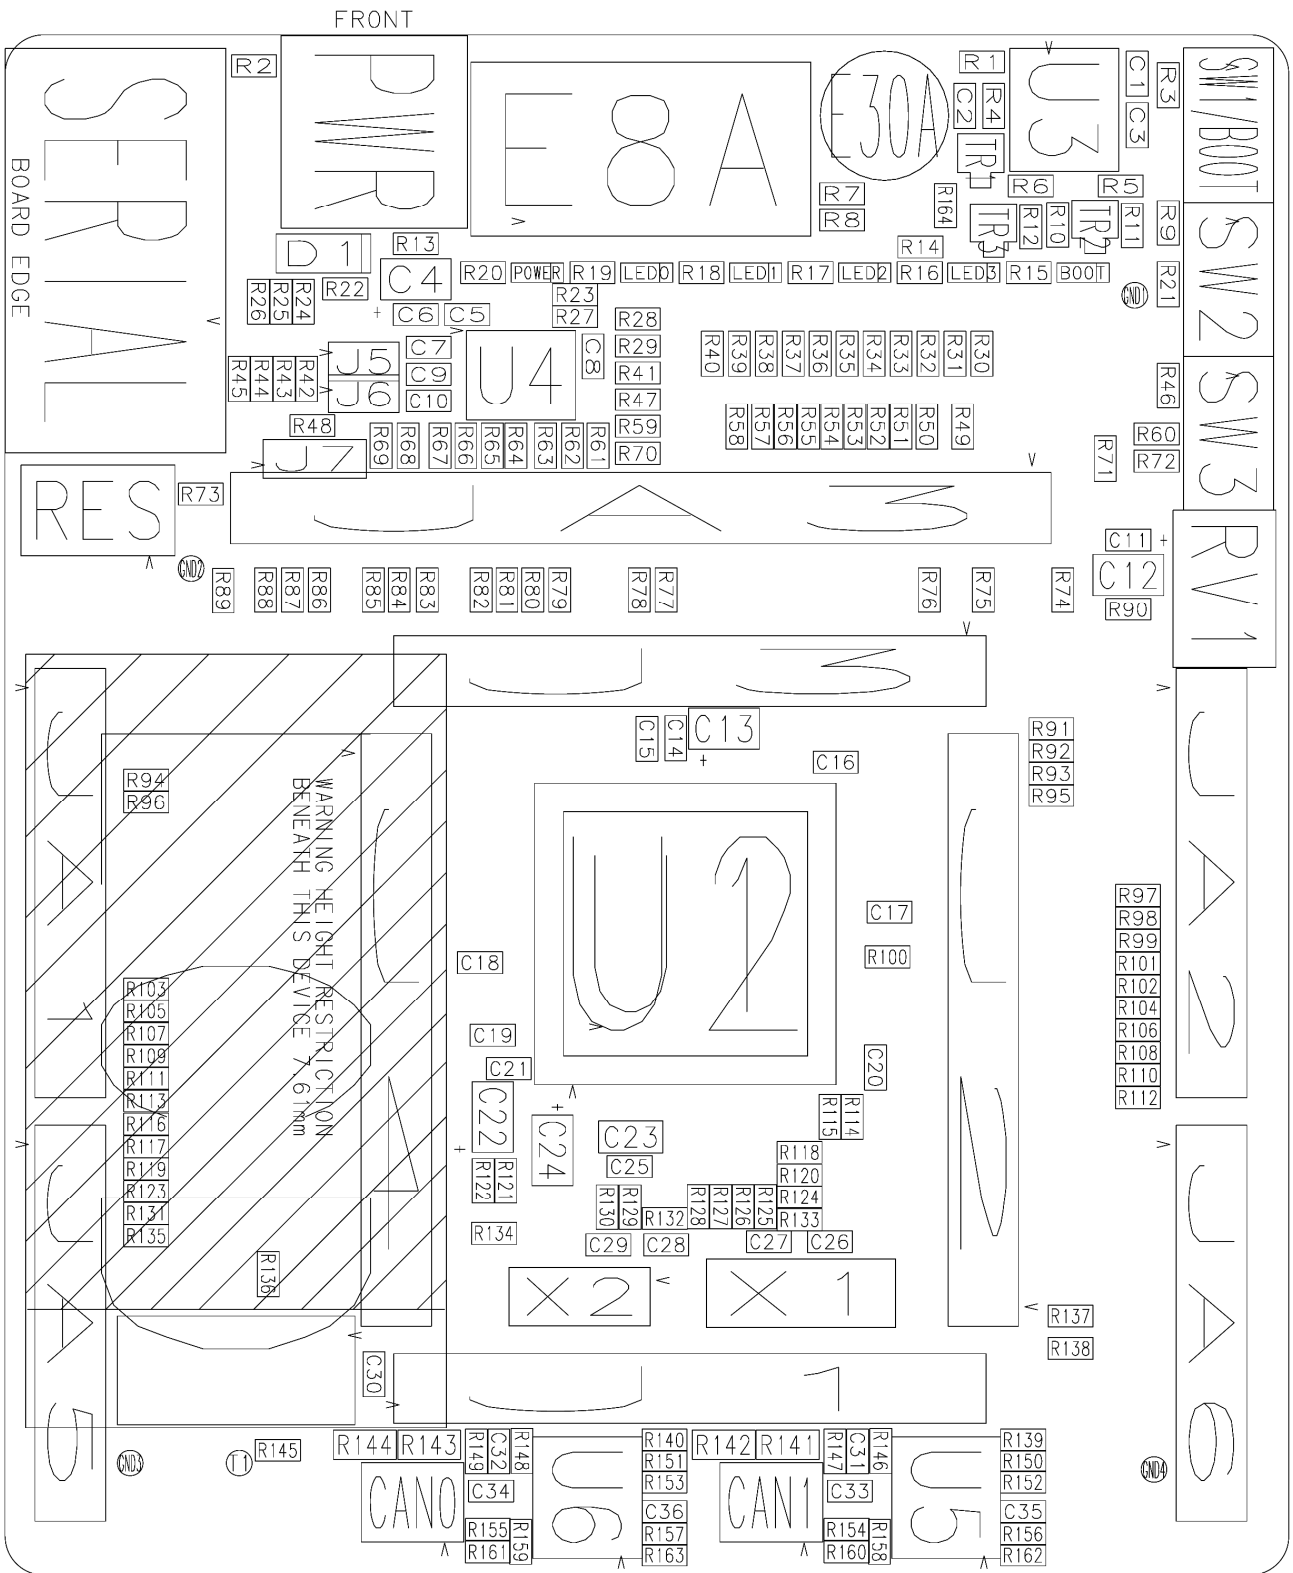 FRONT
SERIAL
BOARD EDGE
R2
PWR
E8A
E30A
R1
C2
R4
U3
C1
C3
R3
SW1/BOOT
TR1
R7
R8
R164
R6
R5
TR3
R12
R10
TR2
R11
R9
SW2
D1
R13
R14
C4
R20
POWER
R19
LED0
R18
LED1
R17
LED2
R16
LED3
R15
BOOT
R21
GND1
R26
R25
R24
R22
+
C6
C5
R23
R27
R28
R29
R41
R47
R59
R70
J5
J6
C7
C9
C10
U4
C8
R40
R39
R38
R37
R36
R35
R34
R33
R32
R31
R30
R45
R44
R43
R42
R46
SW3
R58
R57
R56
R55
R54
R53
R52
R51
R50
R49
R48
J7
R69
R68
R67
R66
R65
R64
R63
R62
R61
R60
R72
R71
RES
R73
JA3
RV1
C11
+
C12
R90
GND2
R89
R88
R87
R86
R85
R84
R83
R82
R81
R80
R79
R78
R77
R76
R75
R74
J3
JA1
C15
C14
C13
+
C16
R91
R92
R93
R95
JA2
R94
R96
WARNING HEIGHT RESTRICTION
BENEATH THIS DEVICE 7.61mm
J4
U2
J2
C17
R100
C18
R97
R98
R99
R101
R102
R104
R106
R108
R110
R112
R103
R105
R107
R109
R111
R113
R116
R117
R119
R123
R131
R135
C19
C21
C20
C22
+
C24
+
C23
C25
R115
R114
R118
R120
R124
R133
R122
R121
R130
R129
R132
R128
R127
R126
R125
R134
C29
C28
C27
C26
JA5
JA6
R136
X2
X1
R137
R138
C30
J1
GND3
T1
R145
R144
R143
R149
C32
R148
U6
R140
R151
R153
R142
R141
R147
C31
R146
U5
R139
R150
R152
GND4
CAN0
C34
C36
CAN1
C33
C35
R155
R161
R159
R157
R163
R154
R160
R158
R156
R162